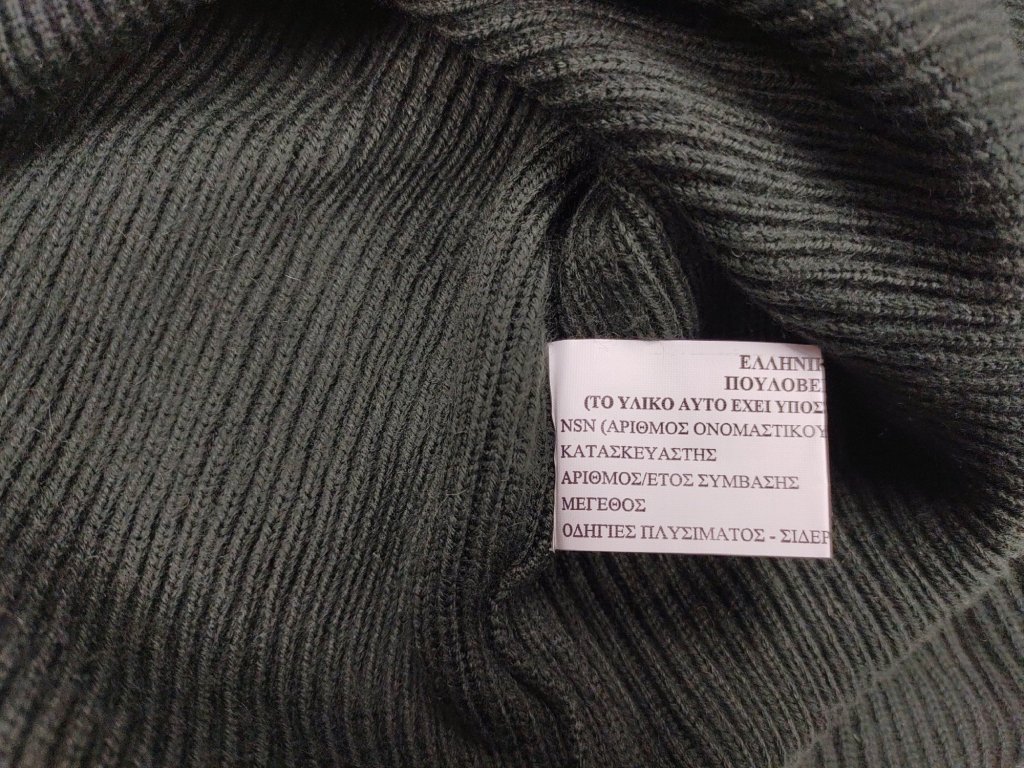 ΕΛΛΗΝΙΚ
ΠΟΥΛΟΒΕ
(ΤΟ ΥΛΙΚΟ ΑΥΤΟ ΕΧΕΙ ΥΠΟΣ
NSN (ΑΡΙΘΜΟΣ ΟΝΟΜΑΣΤΙΚΟΥ
ΚΑΤΑΣΚΕΥΑΣΤΗΣ
ΑΡΙΘΜΟΣ/ΕΤΟΣ ΣΥΜΒΑΣΗΣ
ΜΕΓΕΘΟΣ
ΟΔΗΓΙΕΣ ΠΛΥΣΙΜΑΤΟΣ - ΣΙΔΕΡ